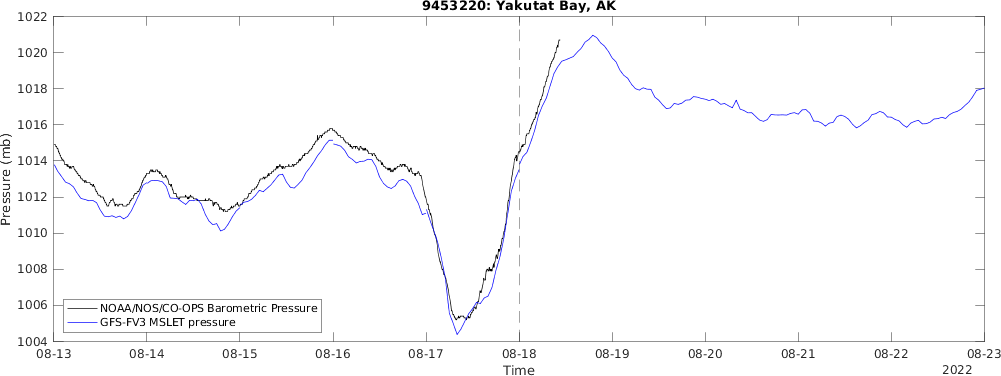 9453220: Yakutat Bay, AK
1022
1020
1018
1016
1014
1012
1010
1008
1006
1004
Pressure (mb)
NOAA/NOS/CO-OPS Barometric Pressure
GFS-FV3 MSLET pressure
08-13 08-14 08-15 08-16 08-17 08-18 08-19 08-20 08-21 08-22 08-23
Time
2022